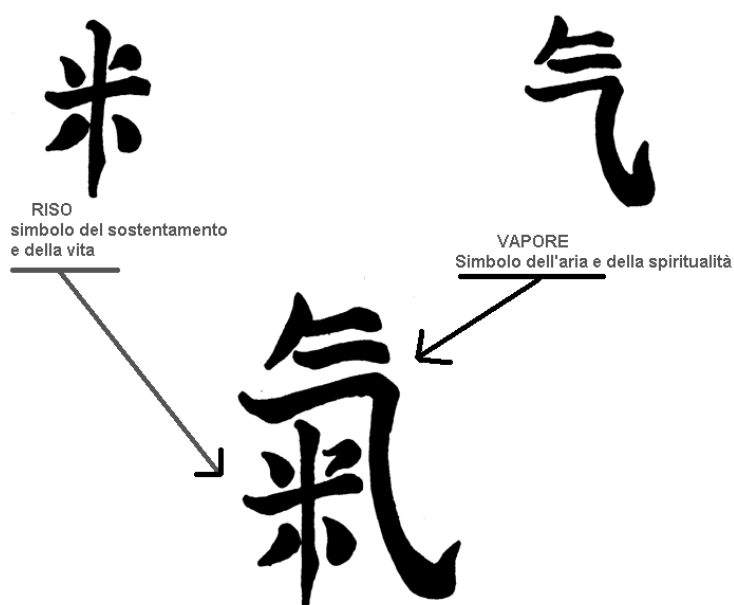 米
气
RISO
simbolo del sostentamento
e della vita
VAPORE
Simbolo dell'aria e della spiritualità
氣